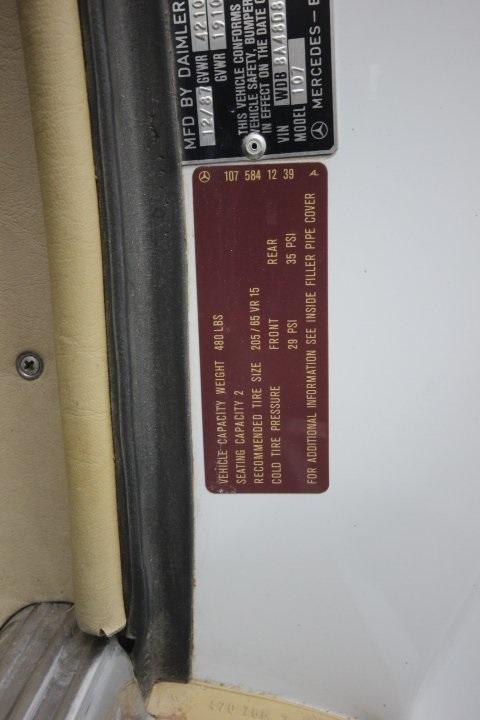 MFD BY DAIMLER
12/87 GVWR 4210
GVWR 1910
THIS VEHICLE CONFORMS
VEHICLE SAFETY, BUMPER
IN EFFECT ON THE DATE O
VIN WDB BA48D8
MODEL 107
MERCEDES-B
107 584 12 39
VEHICLE CAPACITY WEIGHT 480 LBS
SEATING CAPACITY 2
RECOMMENDED TIRE SIZE 205/65 VR 15
FRONT REAR
COLD TIRE PRESSURE 29 PSI 35 PSI
FOR ADDITIONAL INFORMATION SEE INSIDE FILLER PIPE COVER